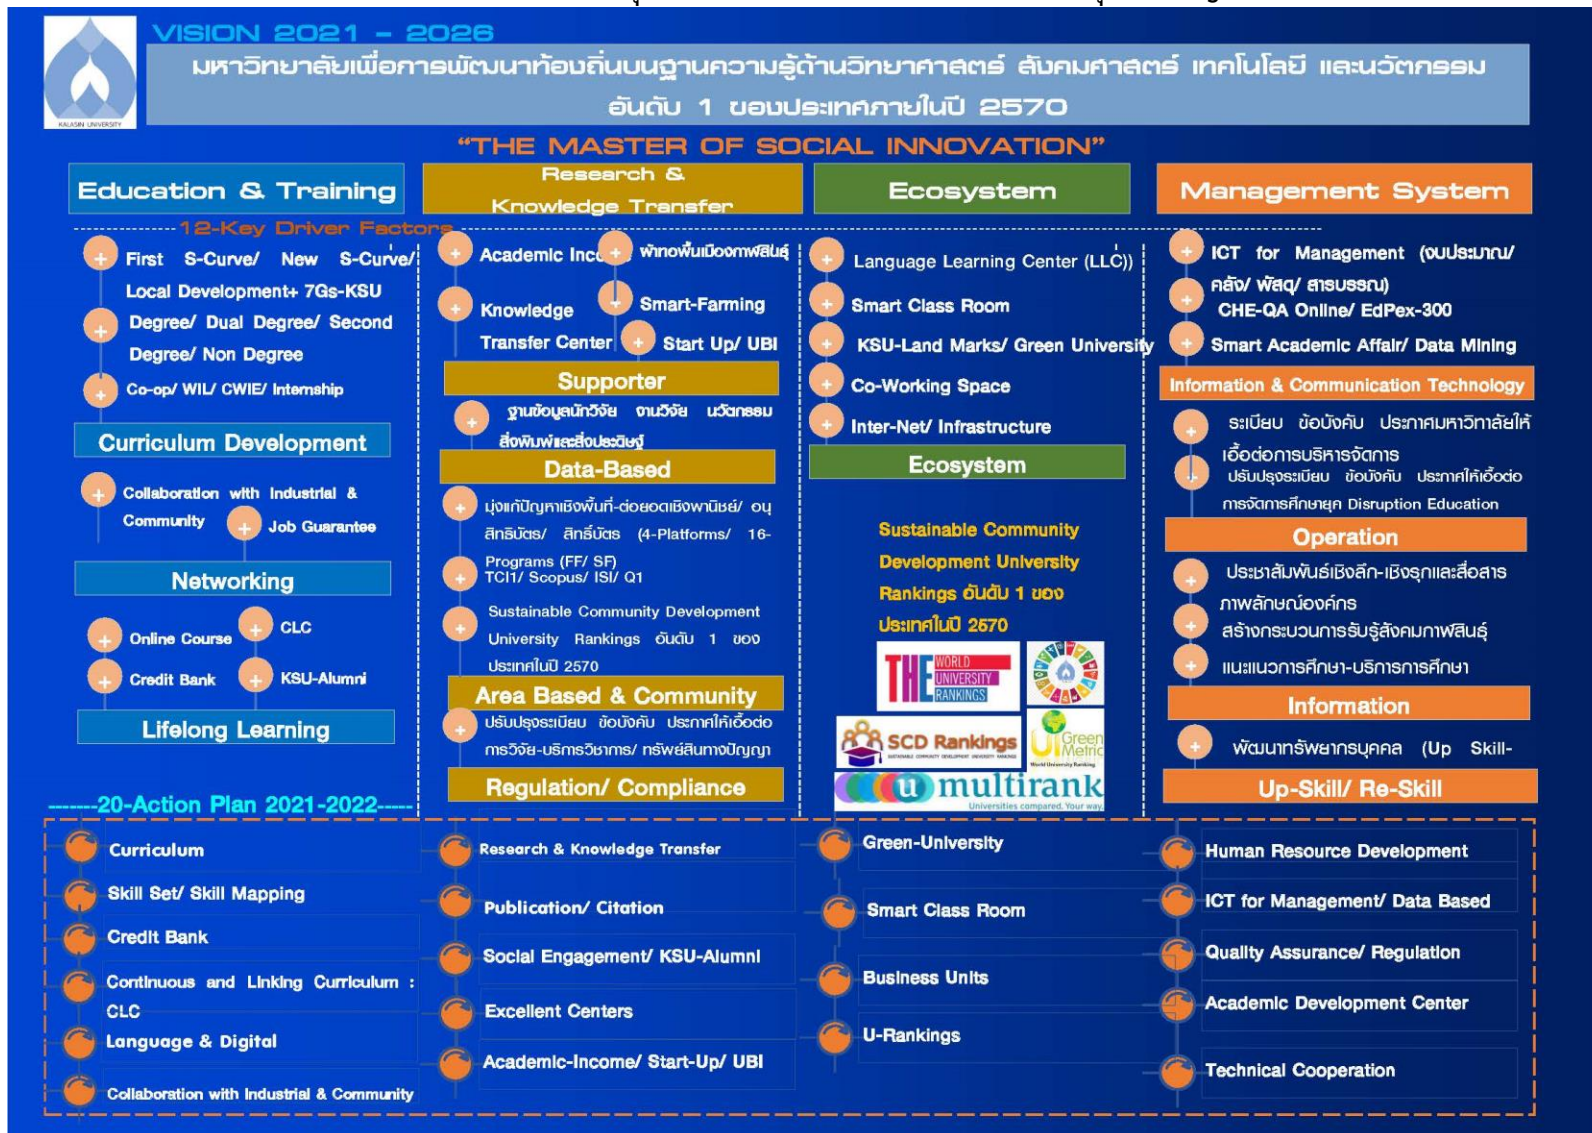 KALASIN UNIVERSITY
VISION 2021 - 2026
มหาวิทยาลัยเพื่อการพัฒนาท้องถิ่นบนฐานความรู้ด้านวิทยาศาสตร์ สังคมศาสตร์ เทคโนโลยี และนวัตกรรม
อันดับ 1 ของประเทศภายในปี 2570
“THE MASTER OF SOCIAL INNOVATION”
Education & Training
12-Key Driver Factors
First S-Curve/ New S-Curve/
Local Development+ 7Gs-KSU
Degree/ Dual Degree/ Second
Degree/ Non Degree
Co-op/ WIL/ CWIE/ Internship
Curriculum Development
Collaboration with Industrial &
Community
Job Guarantee
Networking
Online Course
CLC
Credit Bank
KSU-Alumni
Lifelong Learning
Research &
Knowledge Transfer
Academic
ผ้าทอพื้นเมืองกาฬสินธุ์
Knowledge
Transfer Center
Smart-Farming
Start Up/ UBI
Supporter
ฐานข้อมูลนักวิจัย งานวิจัย นวัตกรรม
สิ่งพิมพ์และสิ่งประดิษฐ์
Data-Based
มุ่งแก้ปัญหาเชิงพื้นที่-ต่อยอดเชิงพานิชย์/ อนุ
สิทธิบัตร/ สิทธิ์บัตร (4-Platforms/ 16-
Programs (FF/ SF)
TCI1/ Scopus/ ISI/ Q1
Sustainable Community Development
University Rankings อันดับ 1 ของ
ประเทศในปี 2570
Area Based & Community
ปรับปรุงระเบียบ ข้อบังคับ ประกาศให้เอื้อต่อ
การวิจัย-บริการวิชาการ/ ทรัพย์สินทางปัญญา
Regulation/ Compliance
Ecosystem
Language Learning Center (LLC))
Smart Class Room
KSU-Land Marks/ Green University
Co-Working Space
Inter-Net/ Infrastructure
Ecosystem
Sustainable Community
Development University
Rankings อันดับ 1 ของ
ประเทศในปี 2570
THE WORLD
UNIVERSITY
RANKINGS
SCD Rankings
SUSTAINABLE COMMUNITY DEVELOPMENT UNIVERSITY RANKINGS
UI Green
Metric
World University Ranking
u multirank
Universities compared. Your way.
Management System
ICT for Management (งบประมาณ/
คลัง/ พัสดุ/ สารบรรณ)
CHE-QA Online/ EdPex-300
Smart Academic Affair/ Data Mining
Information & Communication Technology
ระเบียบ ข้อบังคับ ประกาศมหาวิทาลัยให้
เอื้อต่อการบริหารจัดการ
ปรับปรุงระเบียบ ข้อบังคับ ประกาศให้เอื้อต่อ
การจัดการศึกษายุค Disruption Education
Operation
ประชาสัมพันธ์เชิงลึก-เชิงรุกและสื่อสาร
ภาพลักษณ์องค์กร
สร้างกระบวนการรับรู้สังคมกาฬสินธุ์
แนะแนวการศึกษา-บริการการศึกษา
Information
พัฒนาทรัพยากรบุคคล (Up Skill-
Up-Skill/ Re-Skill
-------20-Action Plan 2021-2022-----
Curriculum
Skill Set/ Skill Mapping
Credit Bank
Continuous and Linking Curriculum :
CLC
Language & Digital
Collaboration with Industrial & Community
Research & Knowledge Transfer
Publication/ Citation
Social Engagement/ KSU-Alumni
Excellent Centers
Academic-Income/ Start-Up/ UBI
Green-University
Smart Class Room
Business Units
U-Rankings
Human Resource Development
ICT for Management/ Data Based
Quality Assurance/ Regulation
Academic Development Center
Technical Cooperation